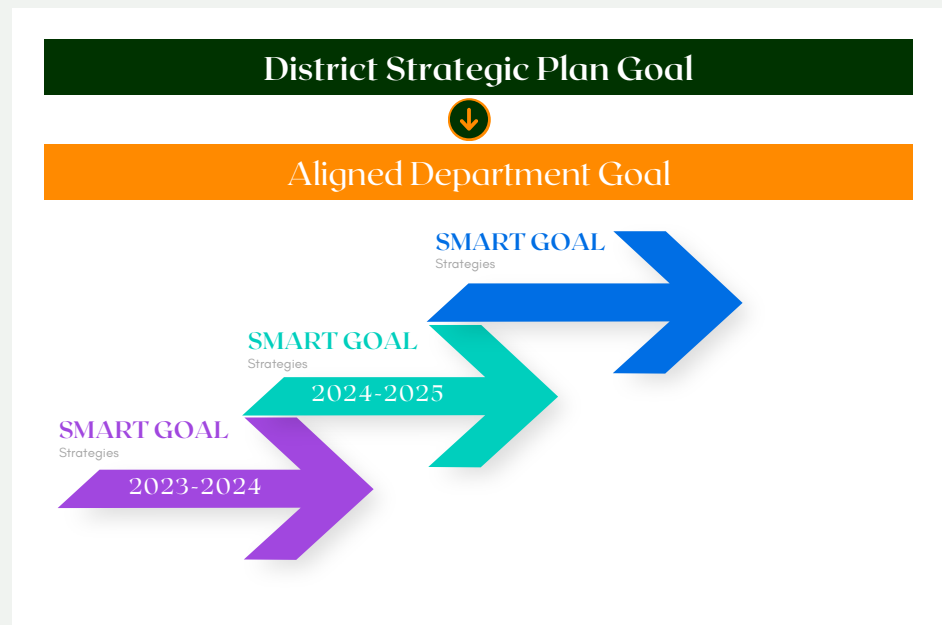 District Strategic Plan Goal
Aligned Department Goal
SMART GOAL
Strategies
SMART GOAL
Strategies
2024-2025
SMART GOAL
Strategies
2023-2024